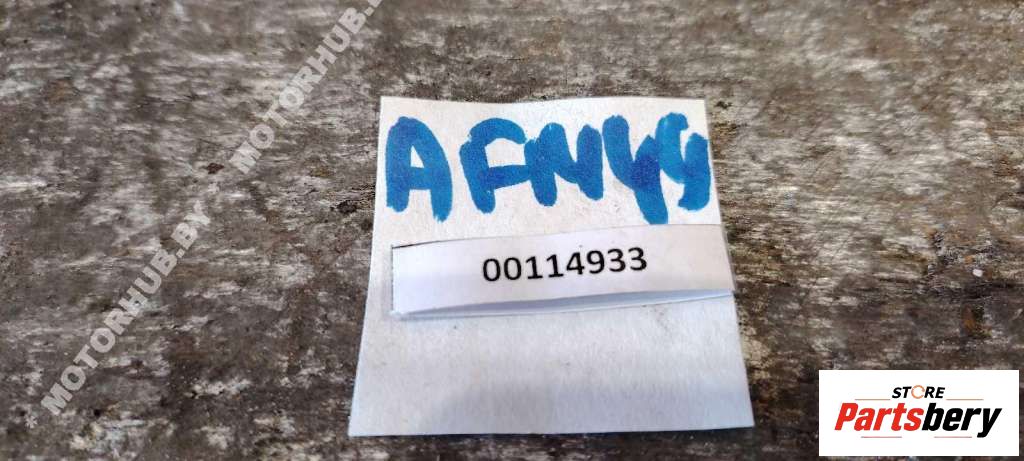 MOTORHUB.BY * MOTORHUB.BY
AFN49
00114933
STORE
Partsbery